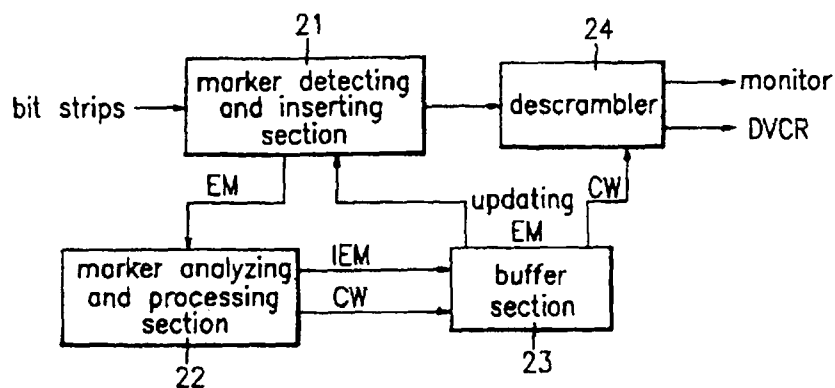 21
24
marker detecting
and inserting
section
bit strips
descrambler
monitor
DVCR
EM
updating
EM
CW
marker analyzing
and processing
section
IEM
CW
buffer
section
22
23